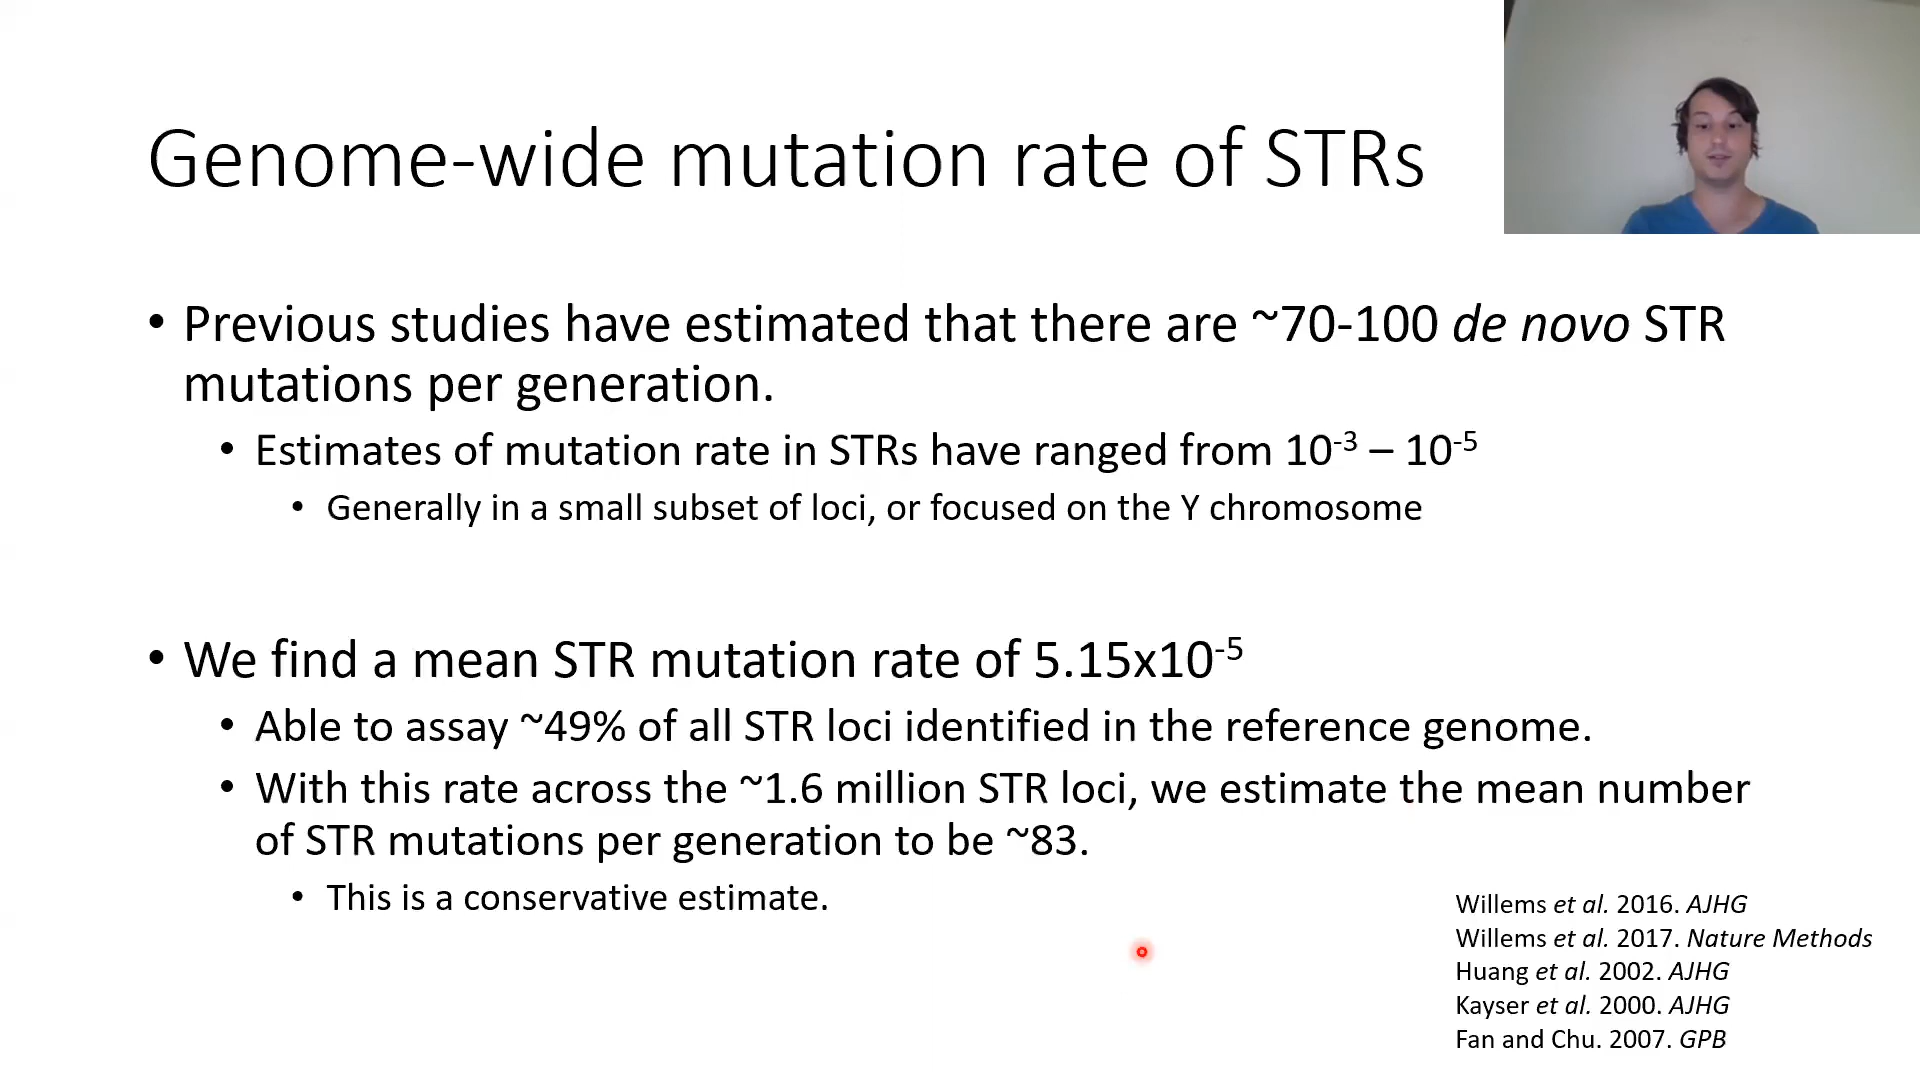 Genome-wide mutation rate of STRs
• Previous studies have estimated that there are ~70-100 de novo STR
mutations per generation.
• Estimates of mutation rate in STRs have ranged from 10⁻³ – 10⁻⁵
• Generally in a small subset of loci, or focused on the Y chromosome
• We find a mean STR mutation rate of 5.15x10⁻⁵
• Able to assay ~49% of all STR loci identified in the reference genome.
• With this rate across the ~1.6 million STR loci, we estimate the mean number
of STR mutations per generation to be ~83.
• This is a conservative estimate.
Willems et al. 2016. AJHG
Willems et al. 2017. Nature Methods
Huang et al. 2002. AJHG
Kayser et al. 2000. AJHG
Fan and Chu. 2007. GPB